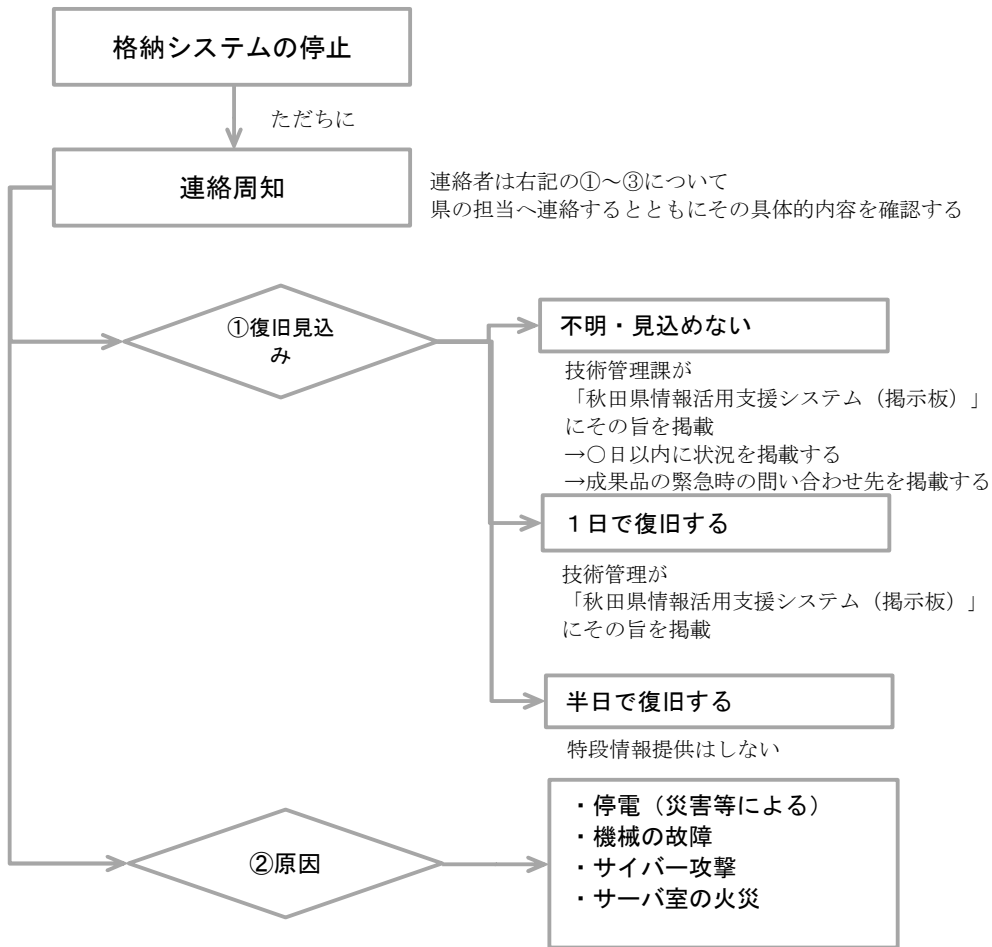 格納システムの停止
ただちに
連絡周知
連絡者は右記の①～③について
県の担当へ連絡するとともにその具体的内容を確認する
①復旧見込
み
不明・見込めない
技術管理課が
「秋田県情報活用支援システム（掲示板）」
にその旨を掲載
→○日以内に状況を掲載する
→成果品の緊急時の問い合わせ先を掲載する
１日で復旧する
技術管理が
「秋田県情報活用支援システム（掲示板）」
にその旨を掲載
半日で復旧する
特段情報提供はしない
②原因
・停電（災害等による）
・機械の故障
・サイバー攻撃
・サーバ室の火災